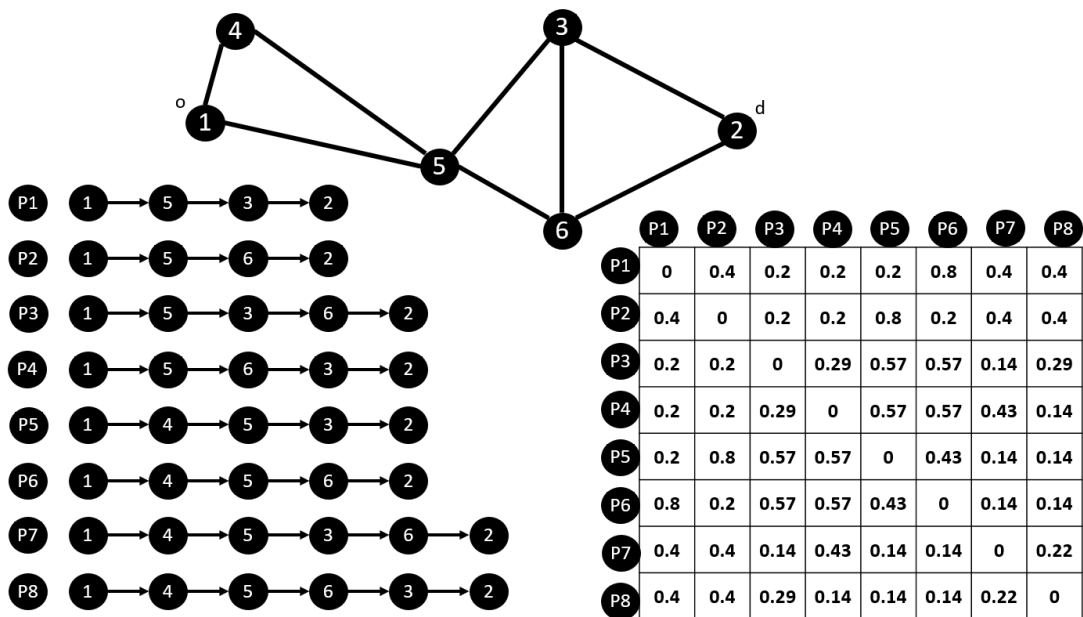 4
3
o
1
d
2
5
6
P1 1 5 3 2
P2 1 5 6 2
P3 1 5 3 6 2
P4 1 5 6 3 2
P5 1 4 5 3 2
P6 1 4 5 6 2
P7 1 4 5 3 6 2
P8 1 4 5 6 3 2
P1 P2 P3 P4 P5 P6 P7 P8
P1 0 0.4 0.2 0.2 0.2 0.8 0.4 0.4
P2 0.4 0 0.2 0.2 0.8 0.2 0.4 0.4
P3 0.2 0.2 0 0.29 0.57 0.57 0.14 0.29
P4 0.2 0.2 0.29 0 0.57 0.57 0.43 0.14
P5 0.2 0.8 0.57 0.57 0 0.43 0.14 0.14
P6 0.8 0.2 0.57 0.57 0.43 0 0.14 0.14
P7 0.4 0.4 0.14 0.43 0.14 0.14 0 0.22
P8 0.4 0.4 0.29 0.14 0.14 0.14 0.22 0